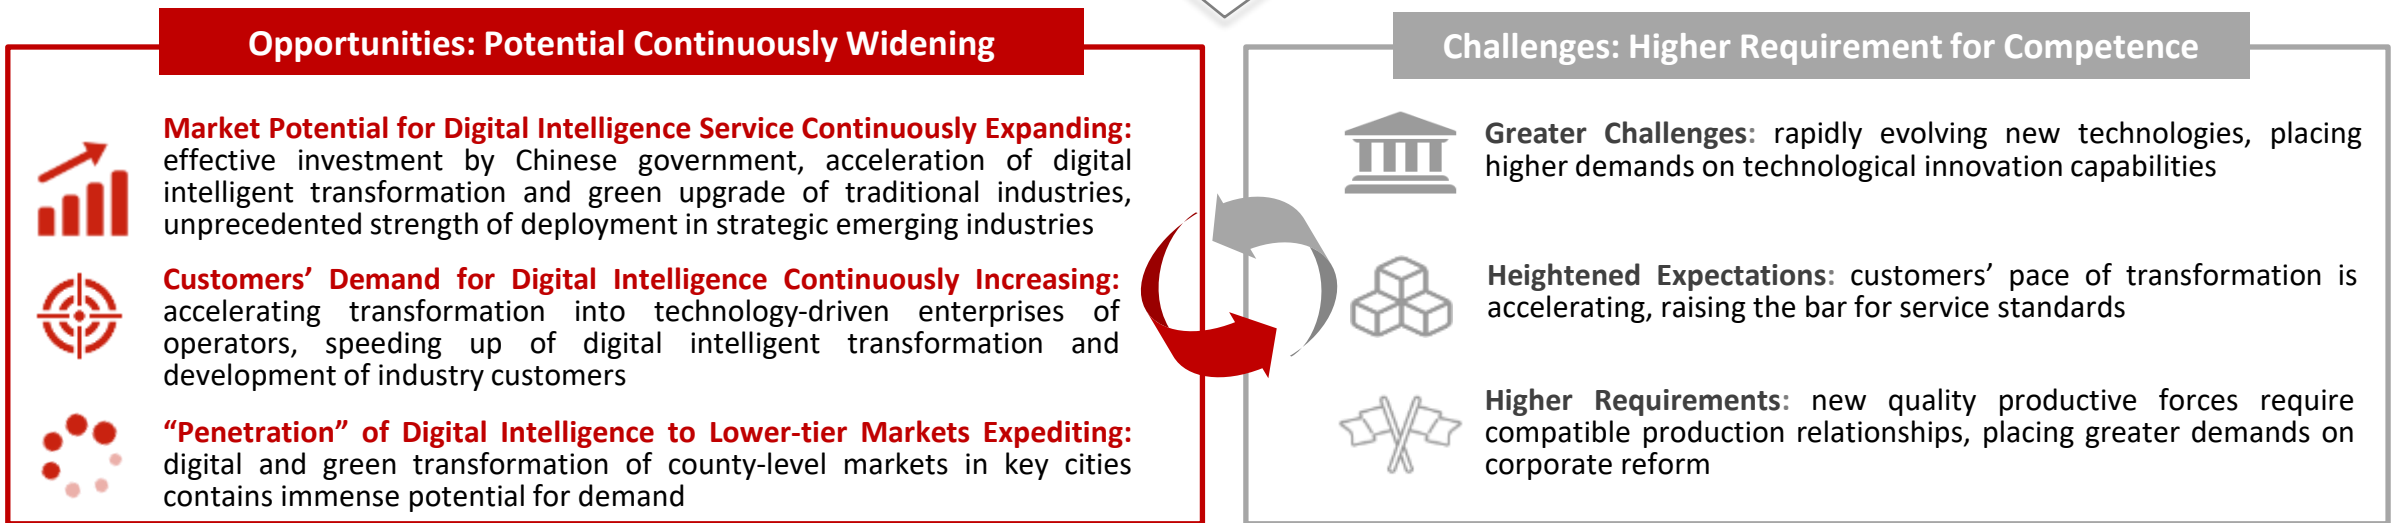 Opportunities: Potential Continuously Widening
Market Potential for Digital Intelligence Service Continuously Expanding:
effective investment by Chinese government, acceleration of digital
intelligent transformation and green upgrade of traditional industries,
unprecedented strength of deployment in strategic emerging industries
Customers’ Demand for Digital Intelligence Continuously Increasing:
accelerating transformation into technology-driven enterprises of
operators, speeding up of digital intelligent transformation and
development of industry customers
“Penetration” of Digital Intelligence to Lower-tier Markets Expediting:
digital and green transformation of county-level markets in key cities
contains immense potential for demand
Challenges: Higher Requirement for Competence
Greater Challenges: rapidly evolving new technologies, placing
higher demands on technological innovation capabilities
Heightened Expectations: customers’ pace of transformation is
accelerating, raising the bar for service standards
Higher Requirements: new quality productive forces require
compatible production relationships, placing greater demands on
corporate reform